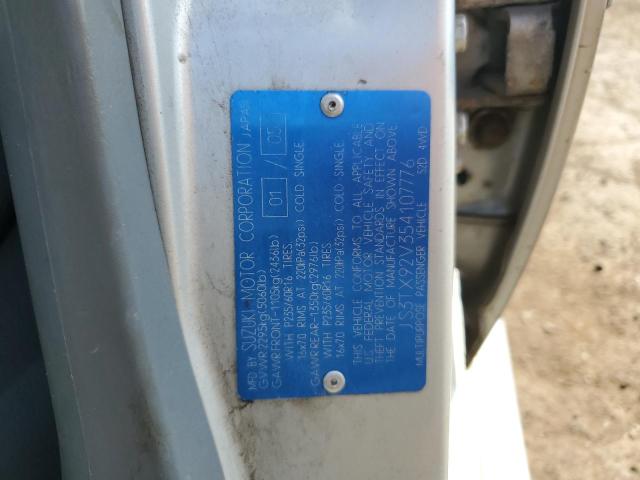 MFD BY SUZUKI MOTOR CORPORATION JAPAN
01 / 05
GVWR-2295kg(5060lb)
GAWR:FRONT-1105kg(2436lb)
WITH P235/60R16 TIRES,
16x7.0 RIMS AT 220kPa(32psi) COLD SINGLE
GAWR:REAR-1350kg(2976lb)
WITH P235/60R16 TIRES,
16x7.0 RIMS AT 220kPa(32psi) COLD SINGLE
THIS VEHICLE CONFORMS TO ALL APPLICABLE
U.S. FEDERAL MOTOR VEHICLE SAFETY AND
THEFT PREVENTION STANDARDS IN EFFECT ON
THE DATE OF MANUFACTURE SHOWN ABOVE
JS3TX92V354107776
MULTIPURPOSE PASSENGER VEHICLE SZD 4WD